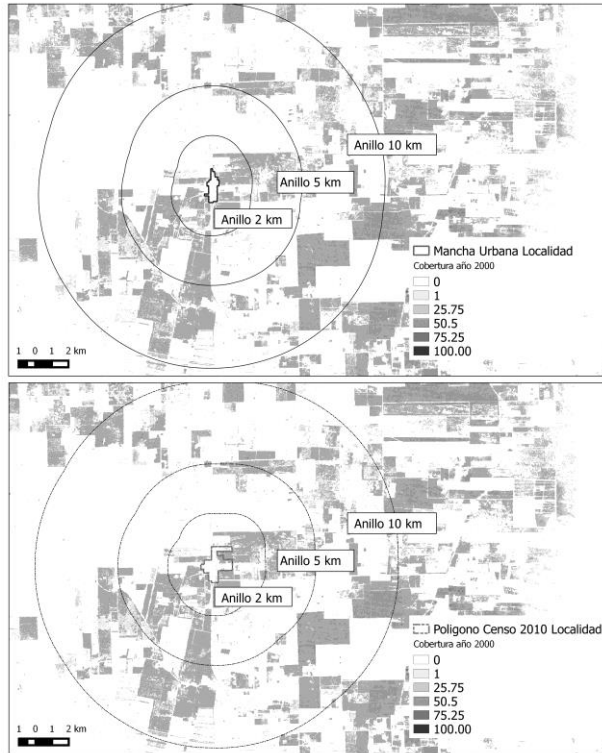 Anillo 10 km
Anillo 5 km
Anillo 2 km
Mancha Urbana Localidad
Cobertura año 2000
0
1
25.75
50.5
75.25
100.00
1 0 1 2 km
Anillo 10 km
Anillo 5 km
Anillo 2 km
Poligono Censo 2010 Localidad
Cobertura año 2000
0
1
25.75
50.5
75.25
100.00
1 0 1 2 km